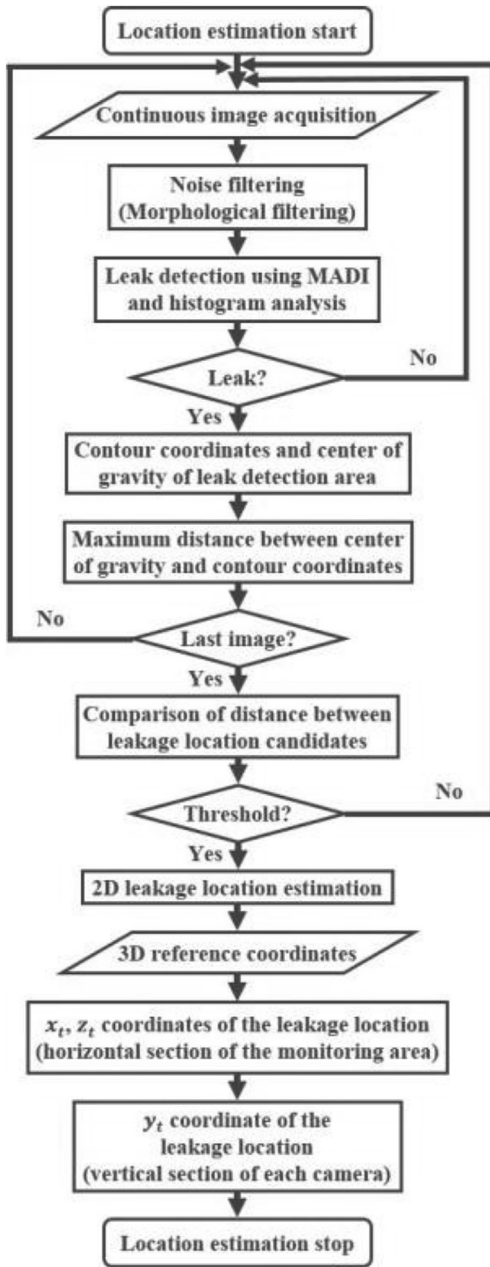 Location estimation start
Continuous image acquisition
Noise filtering
(Morphological filtering)
Leak detection using MADI
and histogram analysis
No
Leak?
Yes
Contour coordinates and center of
gravity of leak detection area
Maximum distance between center
of gravity and contour coordinates
No
Last image?
Yes
Comparison of distance between
leakage location candidates
No
Threshold?
Yes
2D leakage location estimation
3D reference coordinates
xₜ, zₜ coordinates of the leakage location
(horizontal section of the monitoring area)
yₜ coordinate of the
leakage location
(vertical section of each camera)
Location estimation stop